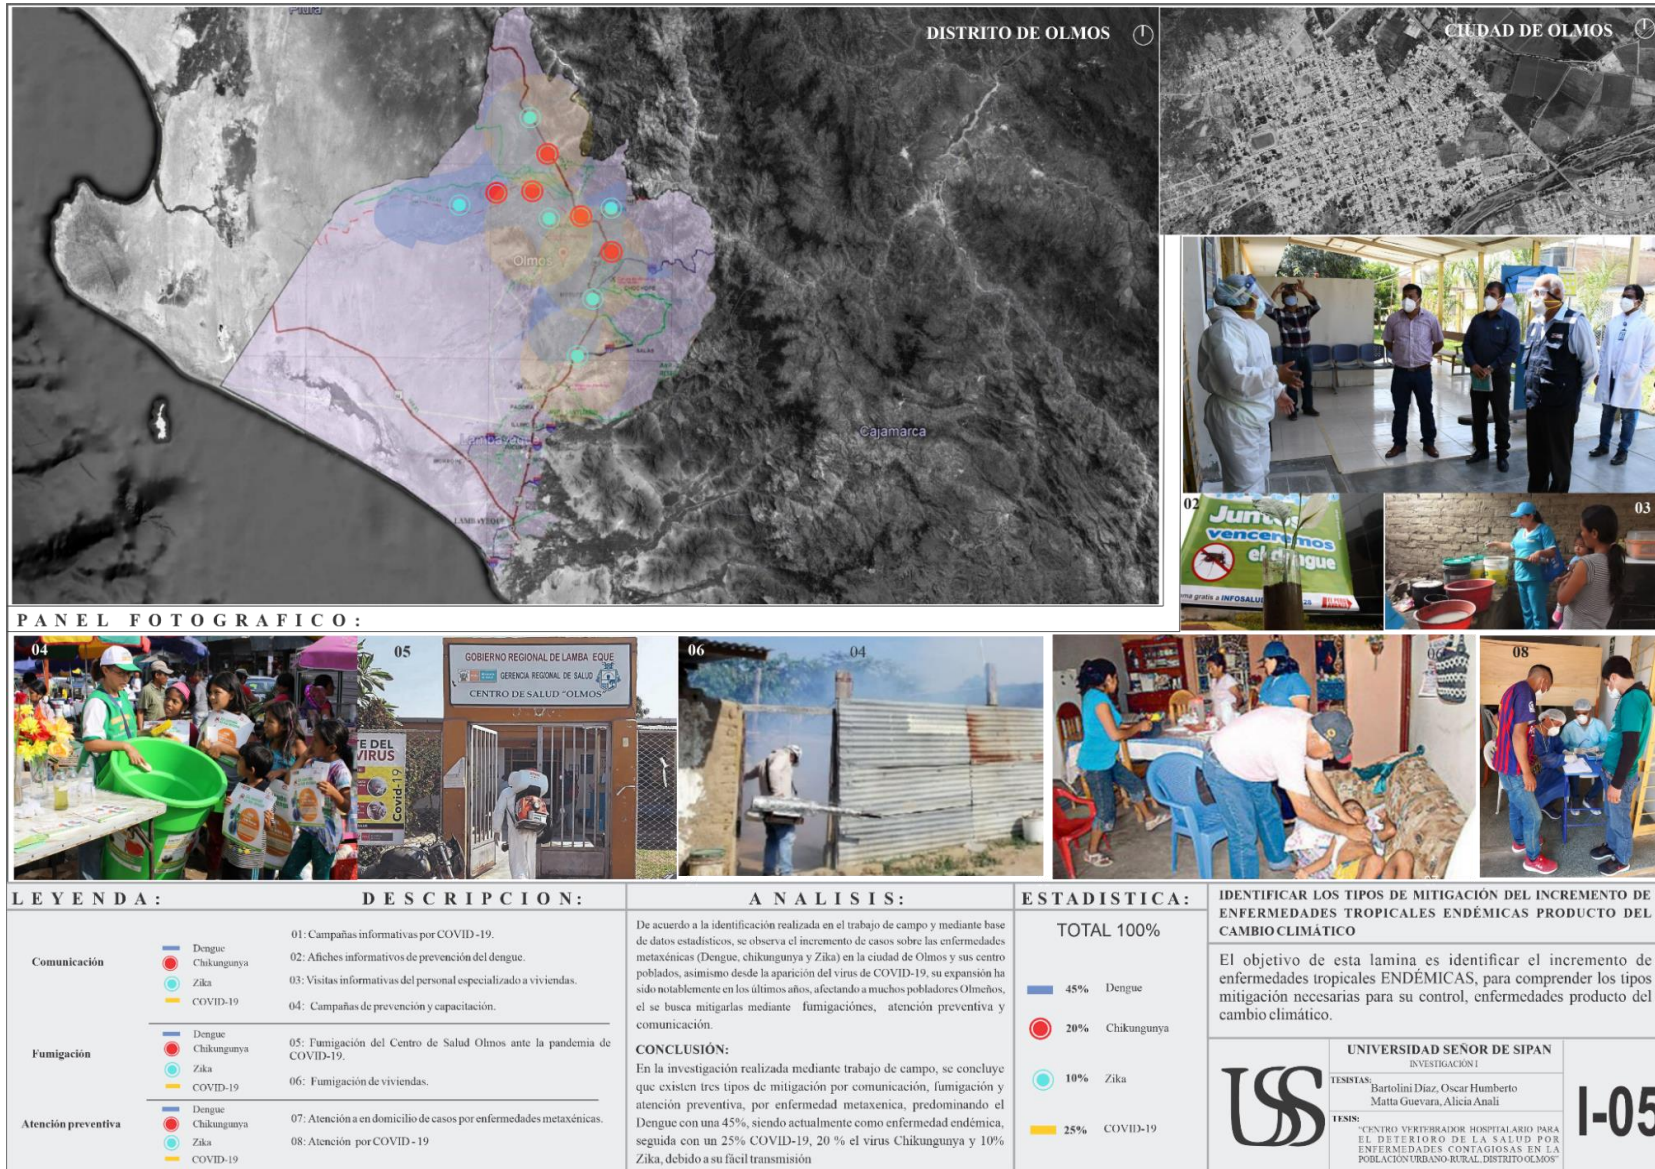 Piura
DISTRITO DE OLMOS
CIUDAD DE OLMOS
Olmos
SALAS
Cajamarca
Lambayeque
LAMBAYEQUE
02
Juntos
venceremos
el dengue
03
PANEL FOTOGRAFICO:
04
05
GOBIERNO REGIONAL DE LAMBA EQUE
GERENCIA REGIONAL DE SALUD
CENTRO DE SALUD "OLMOS"
TE DEL
VIRUS
Covid-19
06
04
08
LEYENDA:
DESCRIPCION:
Comunicación
Dengue
Chikungunya
Zika
COVID-19
01: Campañas informativas por COVID -19.
02: Afiches informativos de prevención del dengue.
03: Visitas informativas del personal especializado a viviendas.
04: Campañas de prevención y capacitación.
Fumigación
Dengue
Chikungunya
Zika
COVID-19
05: Fumigación del Centro de Salud Olmos ante la pandemia de
COVID-19.
06: Fumigación de viviendas.
Atención preventiva
Dengue
Chikungunya
Zika
COVID-19
07: Atención a en domicilio de casos por enfermedades metaxénicas.
08: Atención por COVID - 19
ANALISIS:
De acuerdo a la identificación realizada en el trabajo de campo y mediante base
de datos estadísticos, se observa el incremento de casos sobre las enfermedades
metaxénicas (Dengue, chikungunya y Zika) en la ciudad de Olmos y sus centro
poblados, asimismo desde la aparición del virus de COVID-19, su expansión ha
sido notablemente en los últimos años, afectando a muchos pobladores Olmeños,
el se busca mitigarlas mediante fumigaciónes, atención preventiva y
comunicación.
CONCLUSIÓN:
En la investigación realizada mediante trabajo de campo, se concluye
que existen tres tipos de mitigación por comunicación, fumigación y
atención preventiva, por enfermedad metaxenica, predominando el
Dengue con una 45%, siendo actualmente como enfermedad endémica,
seguida con un 25% COVID-19, 20 % el virus Chikungunya y 10%
Zika, debido a su fácil transmisión
ESTADISTICA:
TOTAL 100%
45% Dengue
20% Chikungunya
10% Zika
25% COVID-19
IDENTIFICAR LOS TIPOS DE MITIGACIÓN DEL INCREMENTO DE
ENFERMEDADES TROPICALES ENDÉMICAS PRODUCTO DEL
CAMBIO CLIMÁTICO
El objetivo de esta lamina es identificar el incremento de
enfermedades tropicales ENDÉMICAS, para comprender los tipos
mitigación necesarias para su control, enfermedades producto del
cambio climático.
USS
UNIVERSIDAD SEÑOR DE SIPAN
INVESTIGACIÓN I
TESISTAS:
Bartolini Díaz, Oscar Humberto
Matta Guevara, Alicia Anali
TESIS:
"CENTRO VERTEBRADOR HOSPITALARIO PARA
EL DETERIORO DE LA SALUD POR
ENFERMEDADES CONTAGIOSAS EN LA
POBLACIÓN URBANO-RURAL, DISTRITO OLMOS"
I-05